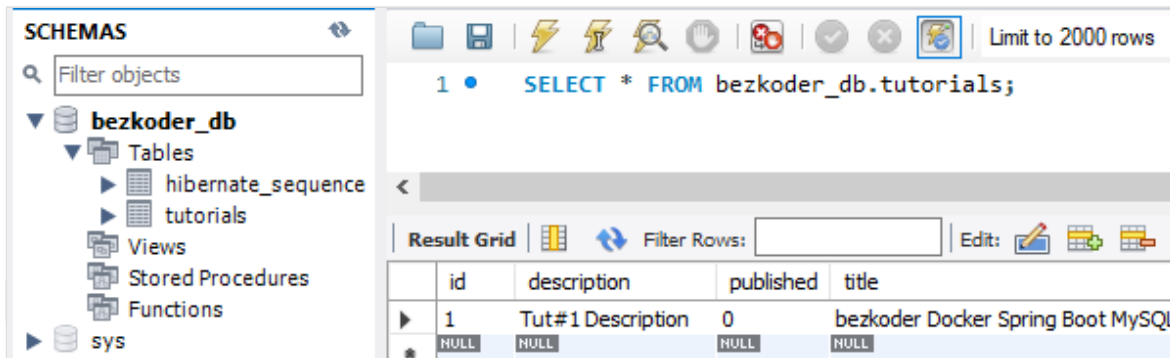 SCHEMAS
Filter objects
bezkoder_db
Tables
hibernate_sequence
tutorials
Views
Stored Procedures
Functions
sys
Limit to 2000 rows
1 SELECT * FROM bezkoder_db.tutorials;
Result Grid Filter Rows: Edit:
id description published title
1 Tut#1 Description 0 bezkoder Docker Spring Boot MySQL
NULL NULL NULL NULL